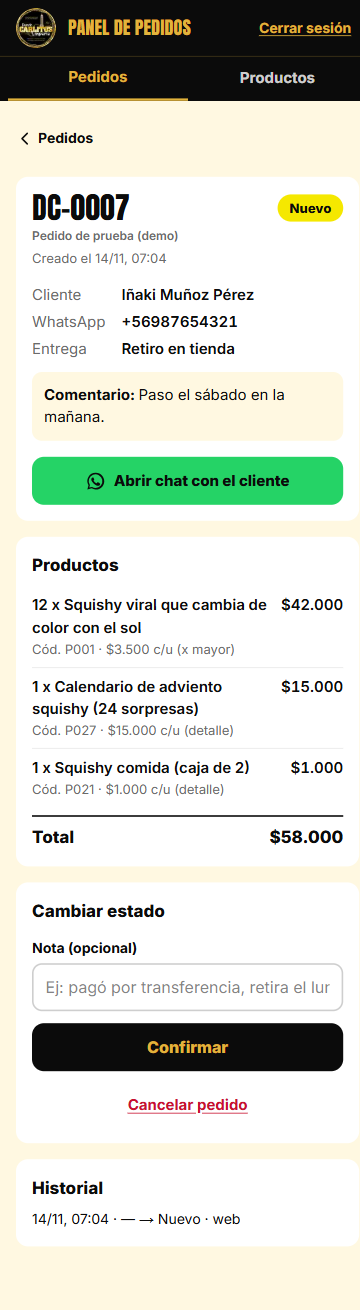 CARLITOS
PANEL DE PEDIDOS
Cerrar sesión
Pedidos
Productos
Pedidos
DC-0007
Nuevo
Pedido de prueba (demo)
Creado el 14/11, 07:04
Cliente Iñaki Muñoz Pérez
WhatsApp +56987654321
Entrega Retiro en tienda
Comentario: Paso el sábado en la
mañana.
Abrir chat con el cliente
Productos
12 x Squishy viral que cambia de $42.000
color con el sol
Cód. P001 · $3.500 c/u (x mayor)
1 x Calendario de adviento $15.000
squishy (24 sorpresas)
Cód. P027 · $15.000 c/u (detalle)
1 x Squishy comida (caja de 2) $1.000
Cód. P021 · $1.000 c/u (detalle)
Total $58.000
Cambiar estado
Nota (opcional)
Ej: pagó por transferencia, retira el lur
Confirmar
Cancelar pedido
Historial
14/11, 07:04 · — → Nuevo · web